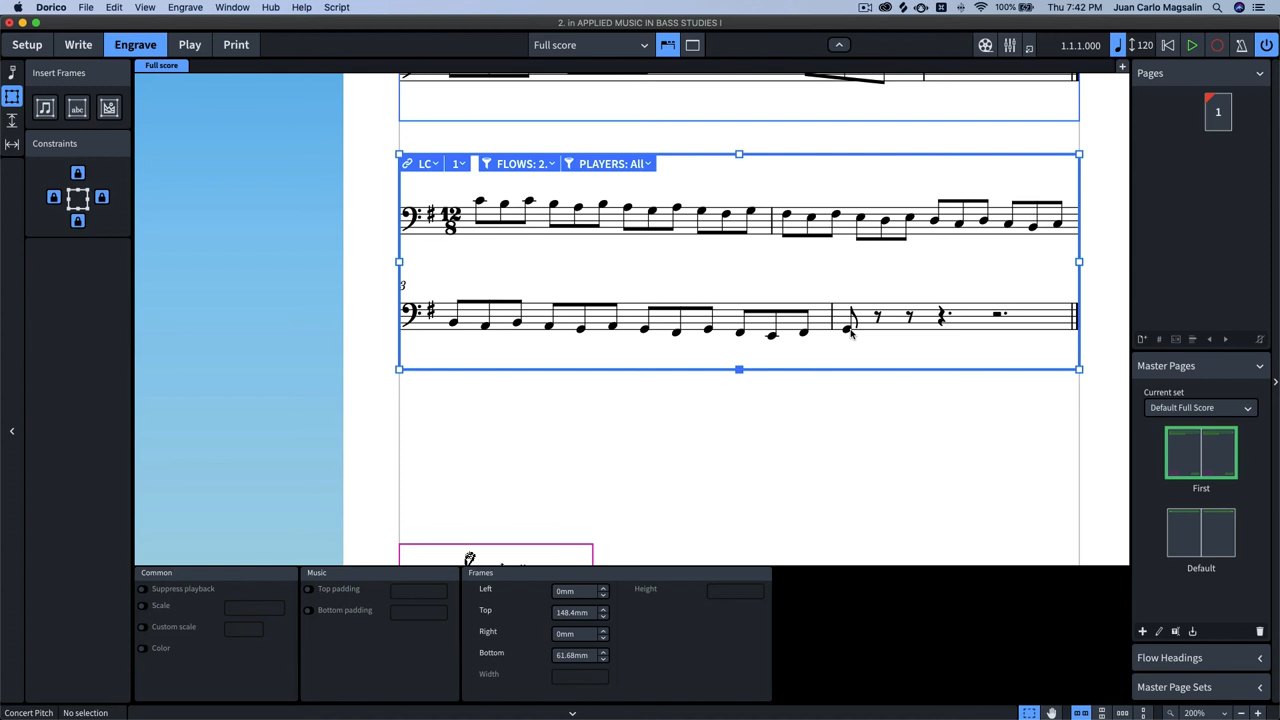 Dorico File Edit Engrave Window Hub Help Script 100% Thu 7:42 PM Juan Carlo Magsalin
2. in APPLIED MUSIC IN BASS STUDIES I
Setup Write Engrave Play Print Full score 1.1.1.000 120
Full score
Insert Frames
Pages
abc
1
Constraints
LC 1 FLOWS: 2. PLAYERS: All
12
8
3
Master Pages
Current set
Default Full Score
First
Default
Common Music Frames
Suppress playback Top padding Left 0mm Height
Scale Bottom padding Top 148.4mm
Custom scale Right 0mm
Color Bottom 61.68mm
Width
Flow Headings
Master Page Sets
Concert Pitch No selection 200%